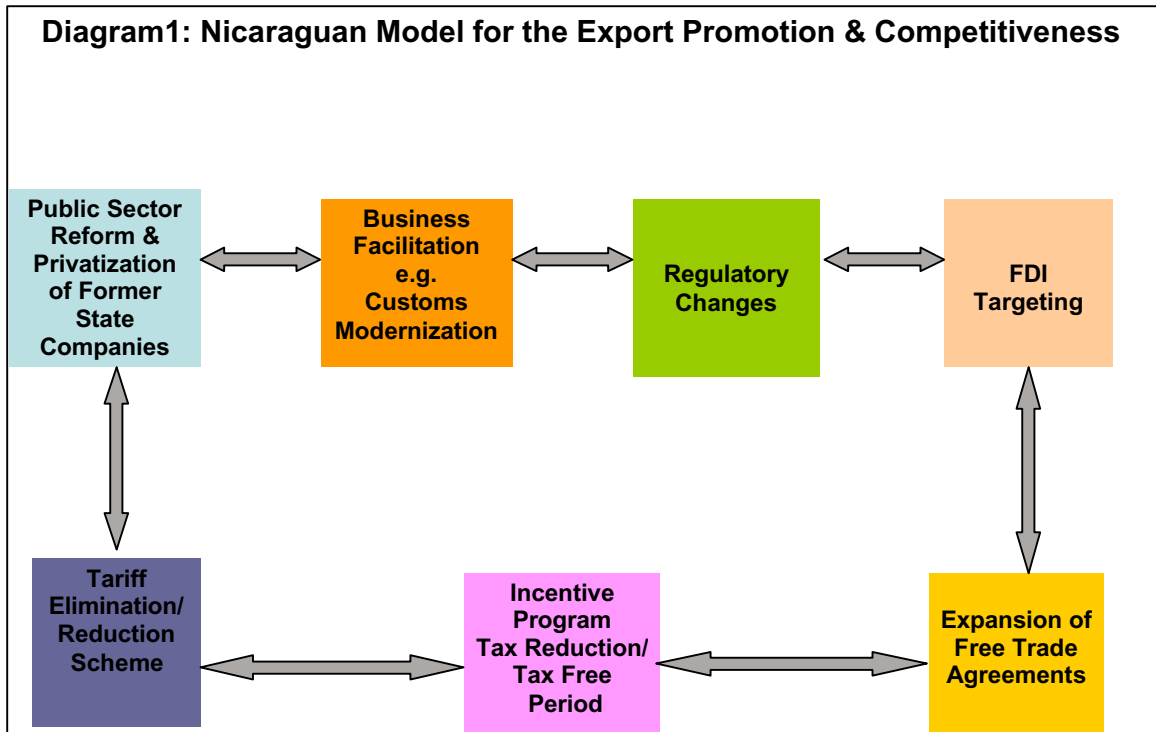 Diagram1: Nicaraguan Model for the Export Promotion & Competitiveness
Public Sector
Reform &
Privatization
of Former
State
Companies
Business
Facilitation
e.g.
Customs
Modernization
Regulatory
Changes
FDI
Targeting
Tariff
Elimination/
Reduction
Scheme
Incentive
Program
Tax Reduction/
Tax Free
Period
Expansion of
Free Trade
Agreements